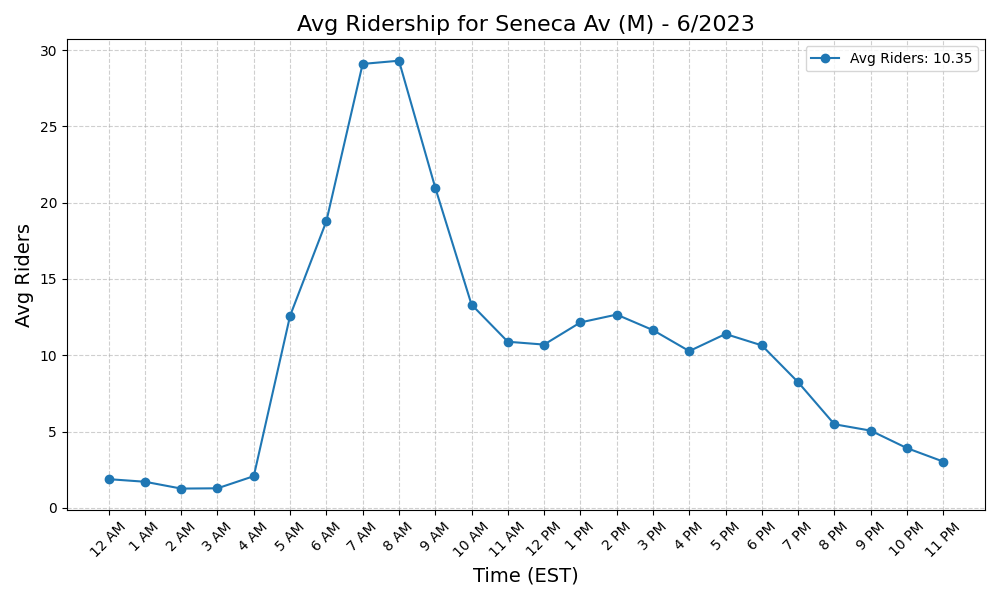 Avg Ridership for Seneca Av (M) - 6/2023
Avg Riders: 10.35
Avg Riders
30
25
20
15
10
5
0
12 AM
1 AM
2 AM
3 AM
4 AM
5 AM
6 AM
7 AM
8 AM
9 AM
10 AM
11 AM
12 PM
1 PM
2 PM
3 PM
4 PM
5 PM
6 PM
7 PM
8 PM
9 PM
10 PM
11 PM
Time (EST)